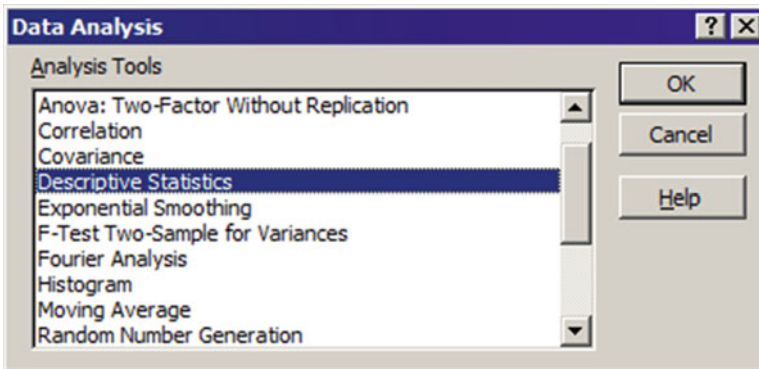 Data Analysis
Analysis Tools
Anova: Two-Factor Without Replication
Correlation
Covariance
Descriptive Statistics
Exponential Smoothing
F-Test Two-Sample for Variances
Fourier Analysis
Histogram
Moving Average
Random Number Generation
OK
Cancel
Help